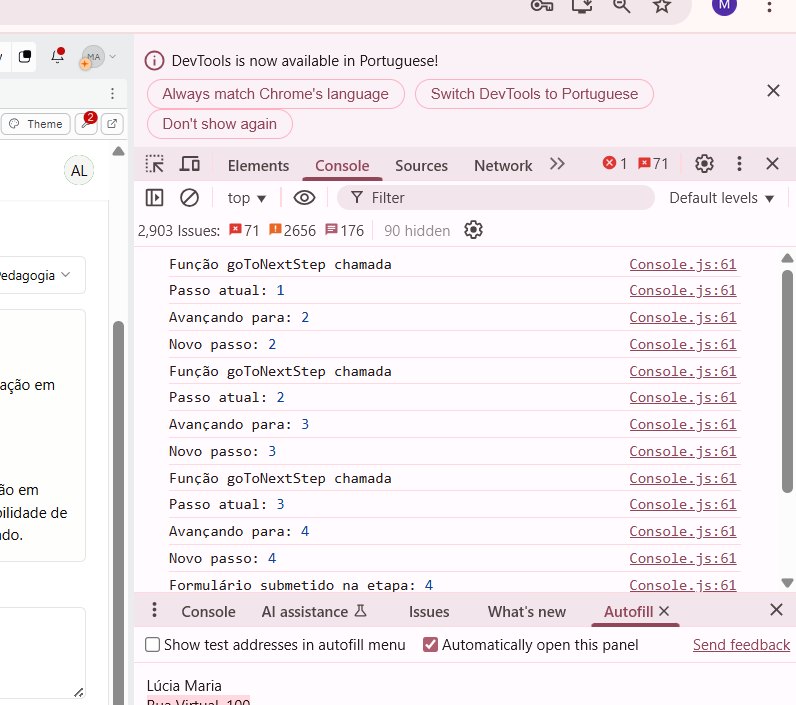 M
MA
DevTools is now available in Portuguese!
Always match Chrome's language
Switch DevTools to Portuguese
Don't show again
Theme
2
AL
Elements
Console
Sources
Network
1
71
top
Filter
Default levels
2,903 Issues:
71
2656
176
90 hidden
Pedagogia
ação em
ão em
bilidade de
do.
Função goToNextStep chamada Console.js:61
Passo atual: 1 Console.js:61
Avançando para: 2 Console.js:61
Novo passo: 2 Console.js:61
Função goToNextStep chamada Console.js:61
Passo atual: 2 Console.js:61
Avançando para: 3 Console.js:61
Novo passo: 3 Console.js:61
Função goToNextStep chamada Console.js:61
Passo atual: 3 Console.js:61
Avançando para: 4 Console.js:61
Novo passo: 4 Console.js:61
Formulário submetido na etapa: 4 Console.js:61
Console
AI assistance
Issues
What's new
Autofill
Show test addresses in autofill menu
Automatically open this panel
Send feedback
Lúcia Maria
Rua Virtual, 100